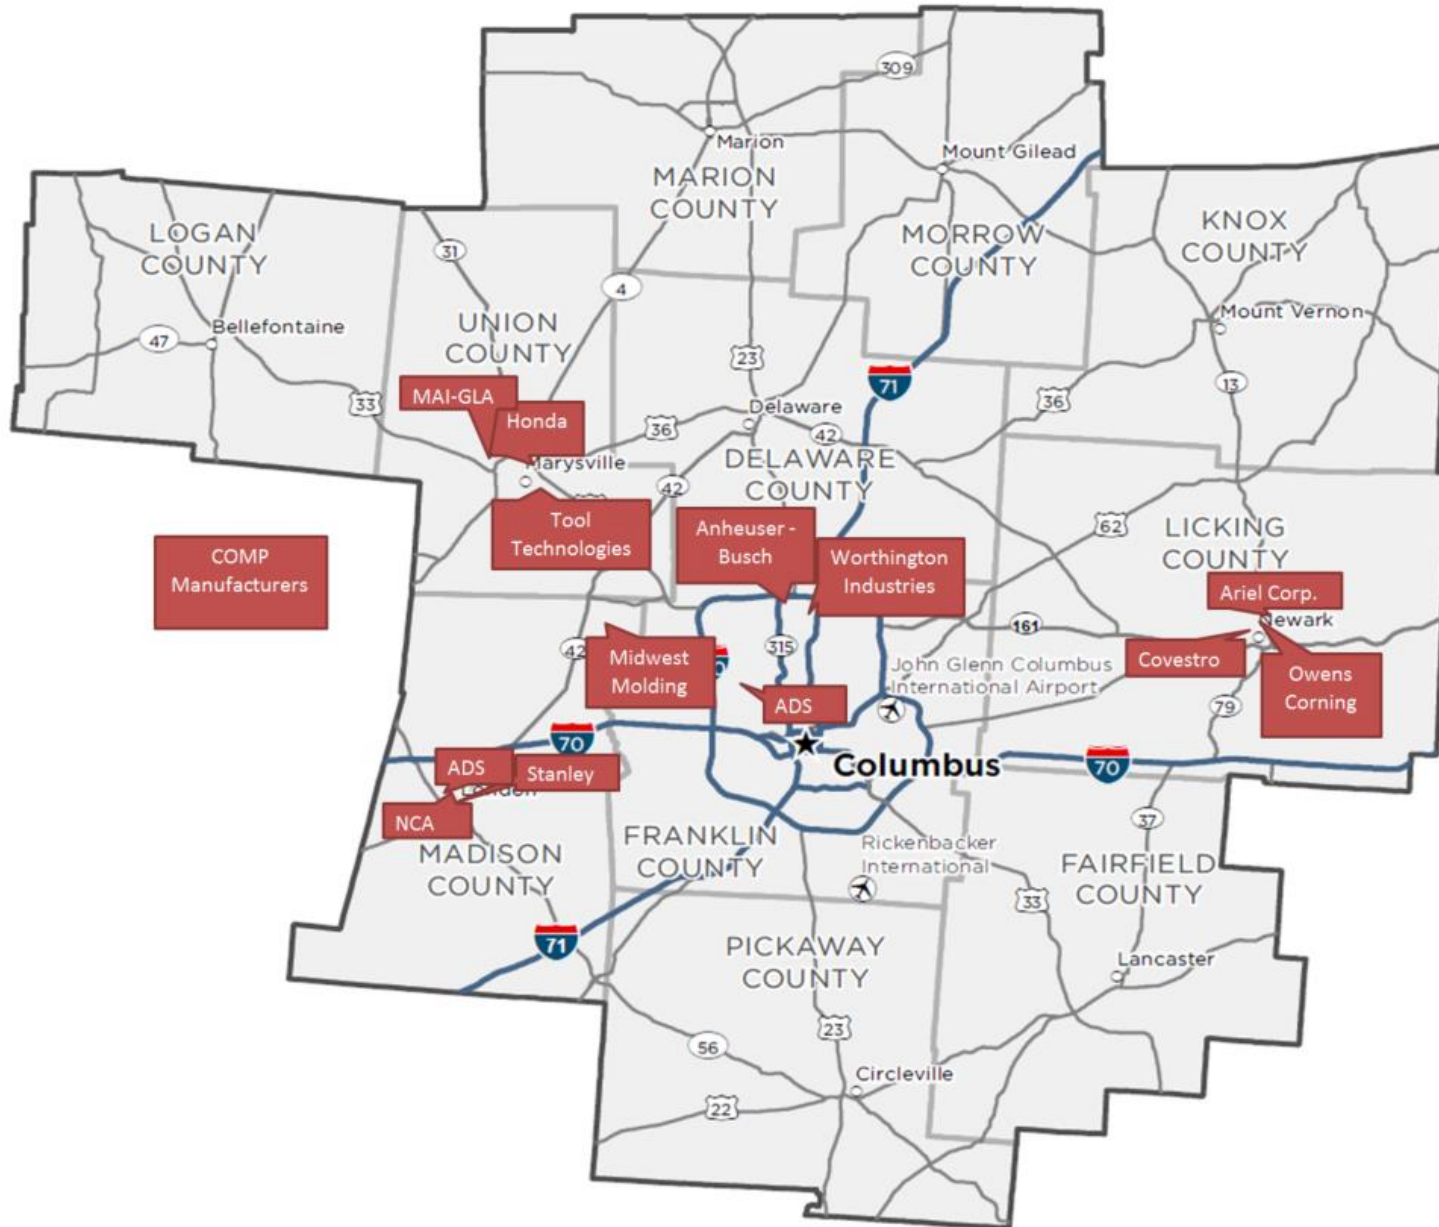 309
Marion
Mount Gilead
MARION
COUNTY
LOGAN
COUNTY
31
MORROW
COUNTY
KNOX
COUNTY
4
Bellefontaine
47
UNION
COUNTY
Mount Vernon
23
71
13
33
MAI-GLA
Honda
36
Delaware
42
36
Marysville
DELAWARE
COUNTY
42
62
COMP
Manufacturers
Tool
Technologies
Anheuser -
Busch
Worthington
Industries
LICKING
COUNTY
Ariel Corp.
Newark
161
42
315
Midwest
Molding
John Glenn Columbus
International Airport
Covestro
Owens
Corning
ADS
79
70
Columbus
70
ADS
Stanley
London
NCA
37
MADISON
COUNTY
FRANKLIN
COUNTY
Rickenbacker
International
FAIRFIELD
COUNTY
33
71
PICKAWAY
COUNTY
Lancaster
23
56
Circleville
22